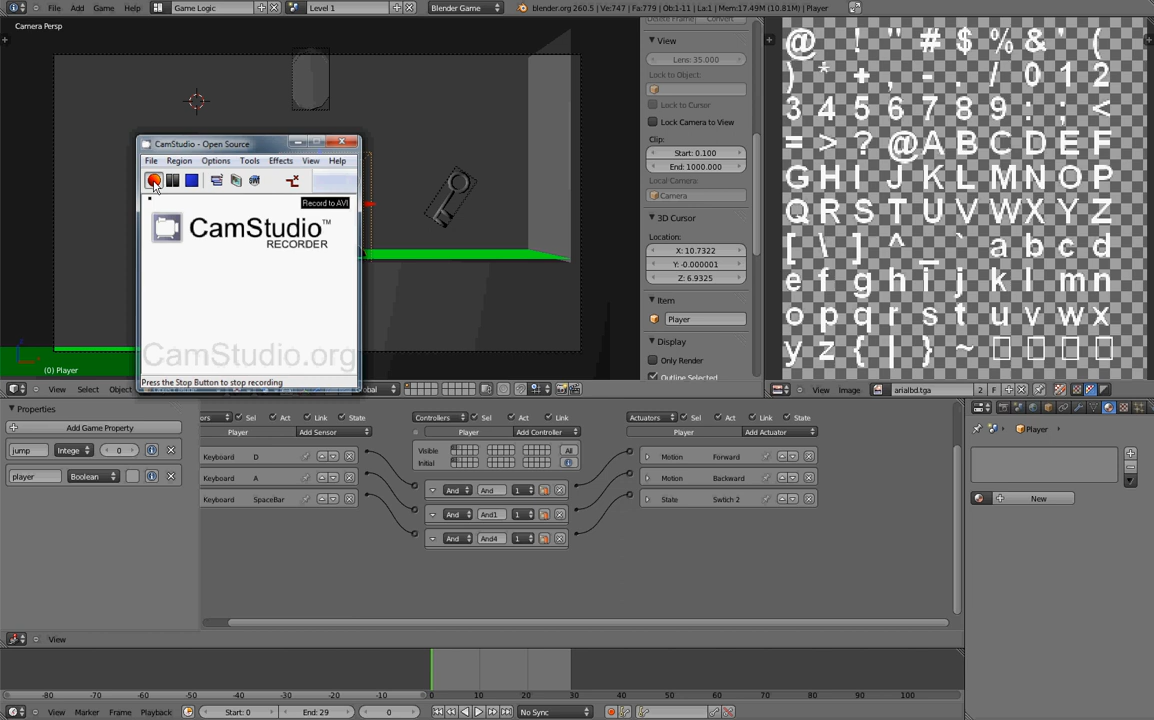 File Add Game Help Game Logic Level 1 Blender Game blender.org 260.5 | Ve:747 | Fa:779 | Ob:1-11 | La:1 | Mem:17.49M (10.81M) | Player
Camera Persp
(0) Player
View Select Object
CamStudio - Open Source
File Region Options Tools Effects View Help
Record to AVI
CamStudio™
RECORDER
CamStudio.org
Press the Stop Button to stop recording
View
Lens: 35.000
Lock to Object:
Lock to Cursor
Lock Camera to View
Clip:
Start: 0.100
End: 1000.000
Local Camera:
Camera
3D Cursor
Location:
X: 10.7322
Y: -0.000001
Z: 6.9325
Item
Player
Display
Only Render
Outline Selected
@ ! " # $ % & ' (
) * + , - . / 0 1 2
3 4 5 6 7 8 9 : ; <
= > ? @ A B C D E F
G H I J K L M N O P
Q R S T U V W X Y Z
[ \ ] ^ _ ` a b c d
e f g h i j k l m n
o p q r s t u v w x
y z { | } ~
View Image arialbd.tga 2 F
Properties
Add Game Property
jump Intege 0
player Boolean
Sel Act Link State
Player Add Sensor
Keyboard D
Keyboard A
Keyboard SpaceBar
Controllers Sel Act Link
Player Add Controller
Visible All
Initial
And And 1
And And1 1
And And4 1
Actuators Sel Act Link State
Player Add Actuator
Motion Forward
Motion Backward
State Swtich 2
View
Player
New
-80 -70 -60 -50 -40 -30 -20 -10 0 10 20 30 40 50 60 70 80 90 100
View Marker Frame Playback Start: 0 End: 29 0 No Sync